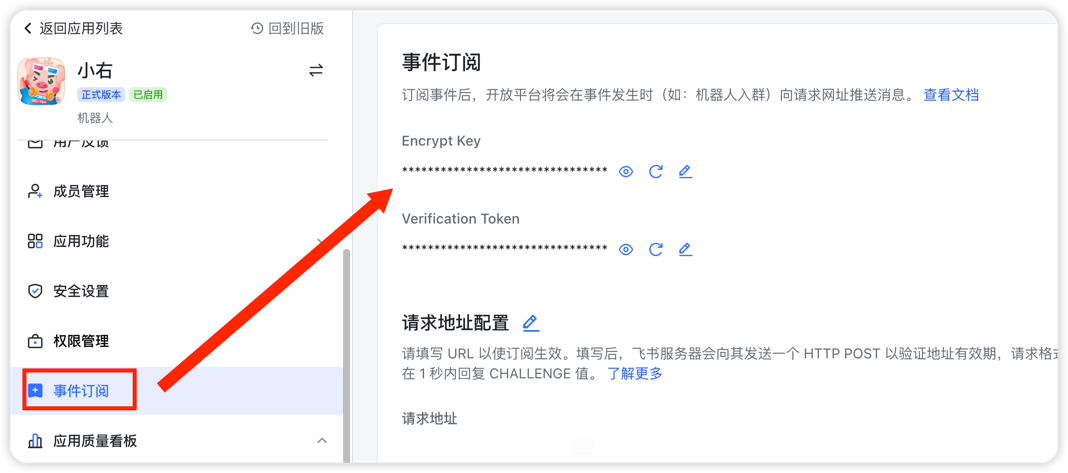 返回应用列表
回到旧版
小右
正式版本 已启用
机器人
用户反馈
成员管理
应用功能
安全设置
权限管理
事件订阅
应用质量看板
事件订阅
订阅事件后，开放平台将会在事件发生时（如：机器人入群）向请求网址推送消息。 查看文档
Encrypt Key
********************************
Verification Token
********************************
请求地址配置
请填写 URL 以使订阅生效。填写后，飞书服务器会向其发送一个 HTTP POST 以验证地址有效期，请求格式
在 1 秒内回复 CHALLENGE 值。 了解更多
请求地址